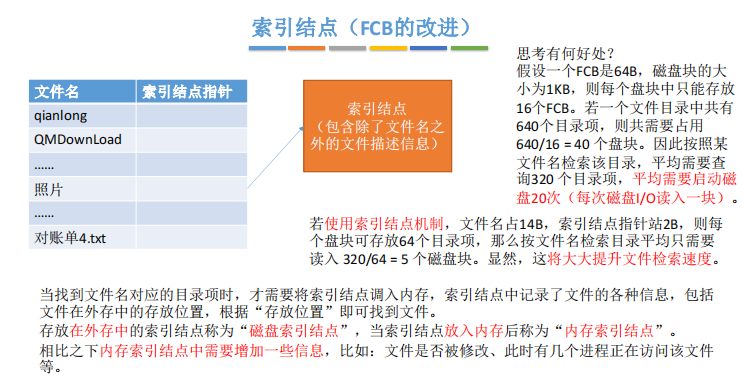 索引结点（FCB的改进）
文件名 索引结点指针
qianlong
QMDownLoad
……
照片
……
对账单4.txt
索引结点
（包含除了文件名之
外的文件描述信息）
思考有何好处？
假设一个FCB是64B，磁盘块的大
小为1KB，则每个盘块中只能存放
16个FCB。若一个文件目录中共有
640个目录项，则共需要占用
640/16 = 40 个盘块。因此按照某
文件名检索该目录，平均需要查
询320 个目录项，平均需要启动磁
盘20次（每次磁盘I/O读入一块）。
若使用索引结点机制，文件名占14B，索引结点指针站2B，则每
个盘块可存放64个目录项，那么按文件名检索目录平均只需要
读入 320/64 = 5 个磁盘块。显然，这将大大提升文件检索速度。
当找到文件名对应的目录项时，才需要将索引结点调入内存，索引结点中记录了文件的各种信息，包括
文件在外存中的存放位置，根据“存放位置”即可找到文件。
存放在外存中的索引结点称为“磁盘索引结点”，当索引结点放入内存后称为“内存索引结点”。
相比之下内存索引结点中需要增加一些信息，比如：文件是否被修改、此时有几个进程正在访问该文件
等。